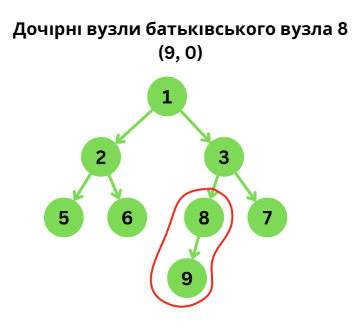 Дочірні вузли батьківського вузла 8
(9, 0)
1
2 3
5 6 8 7
9